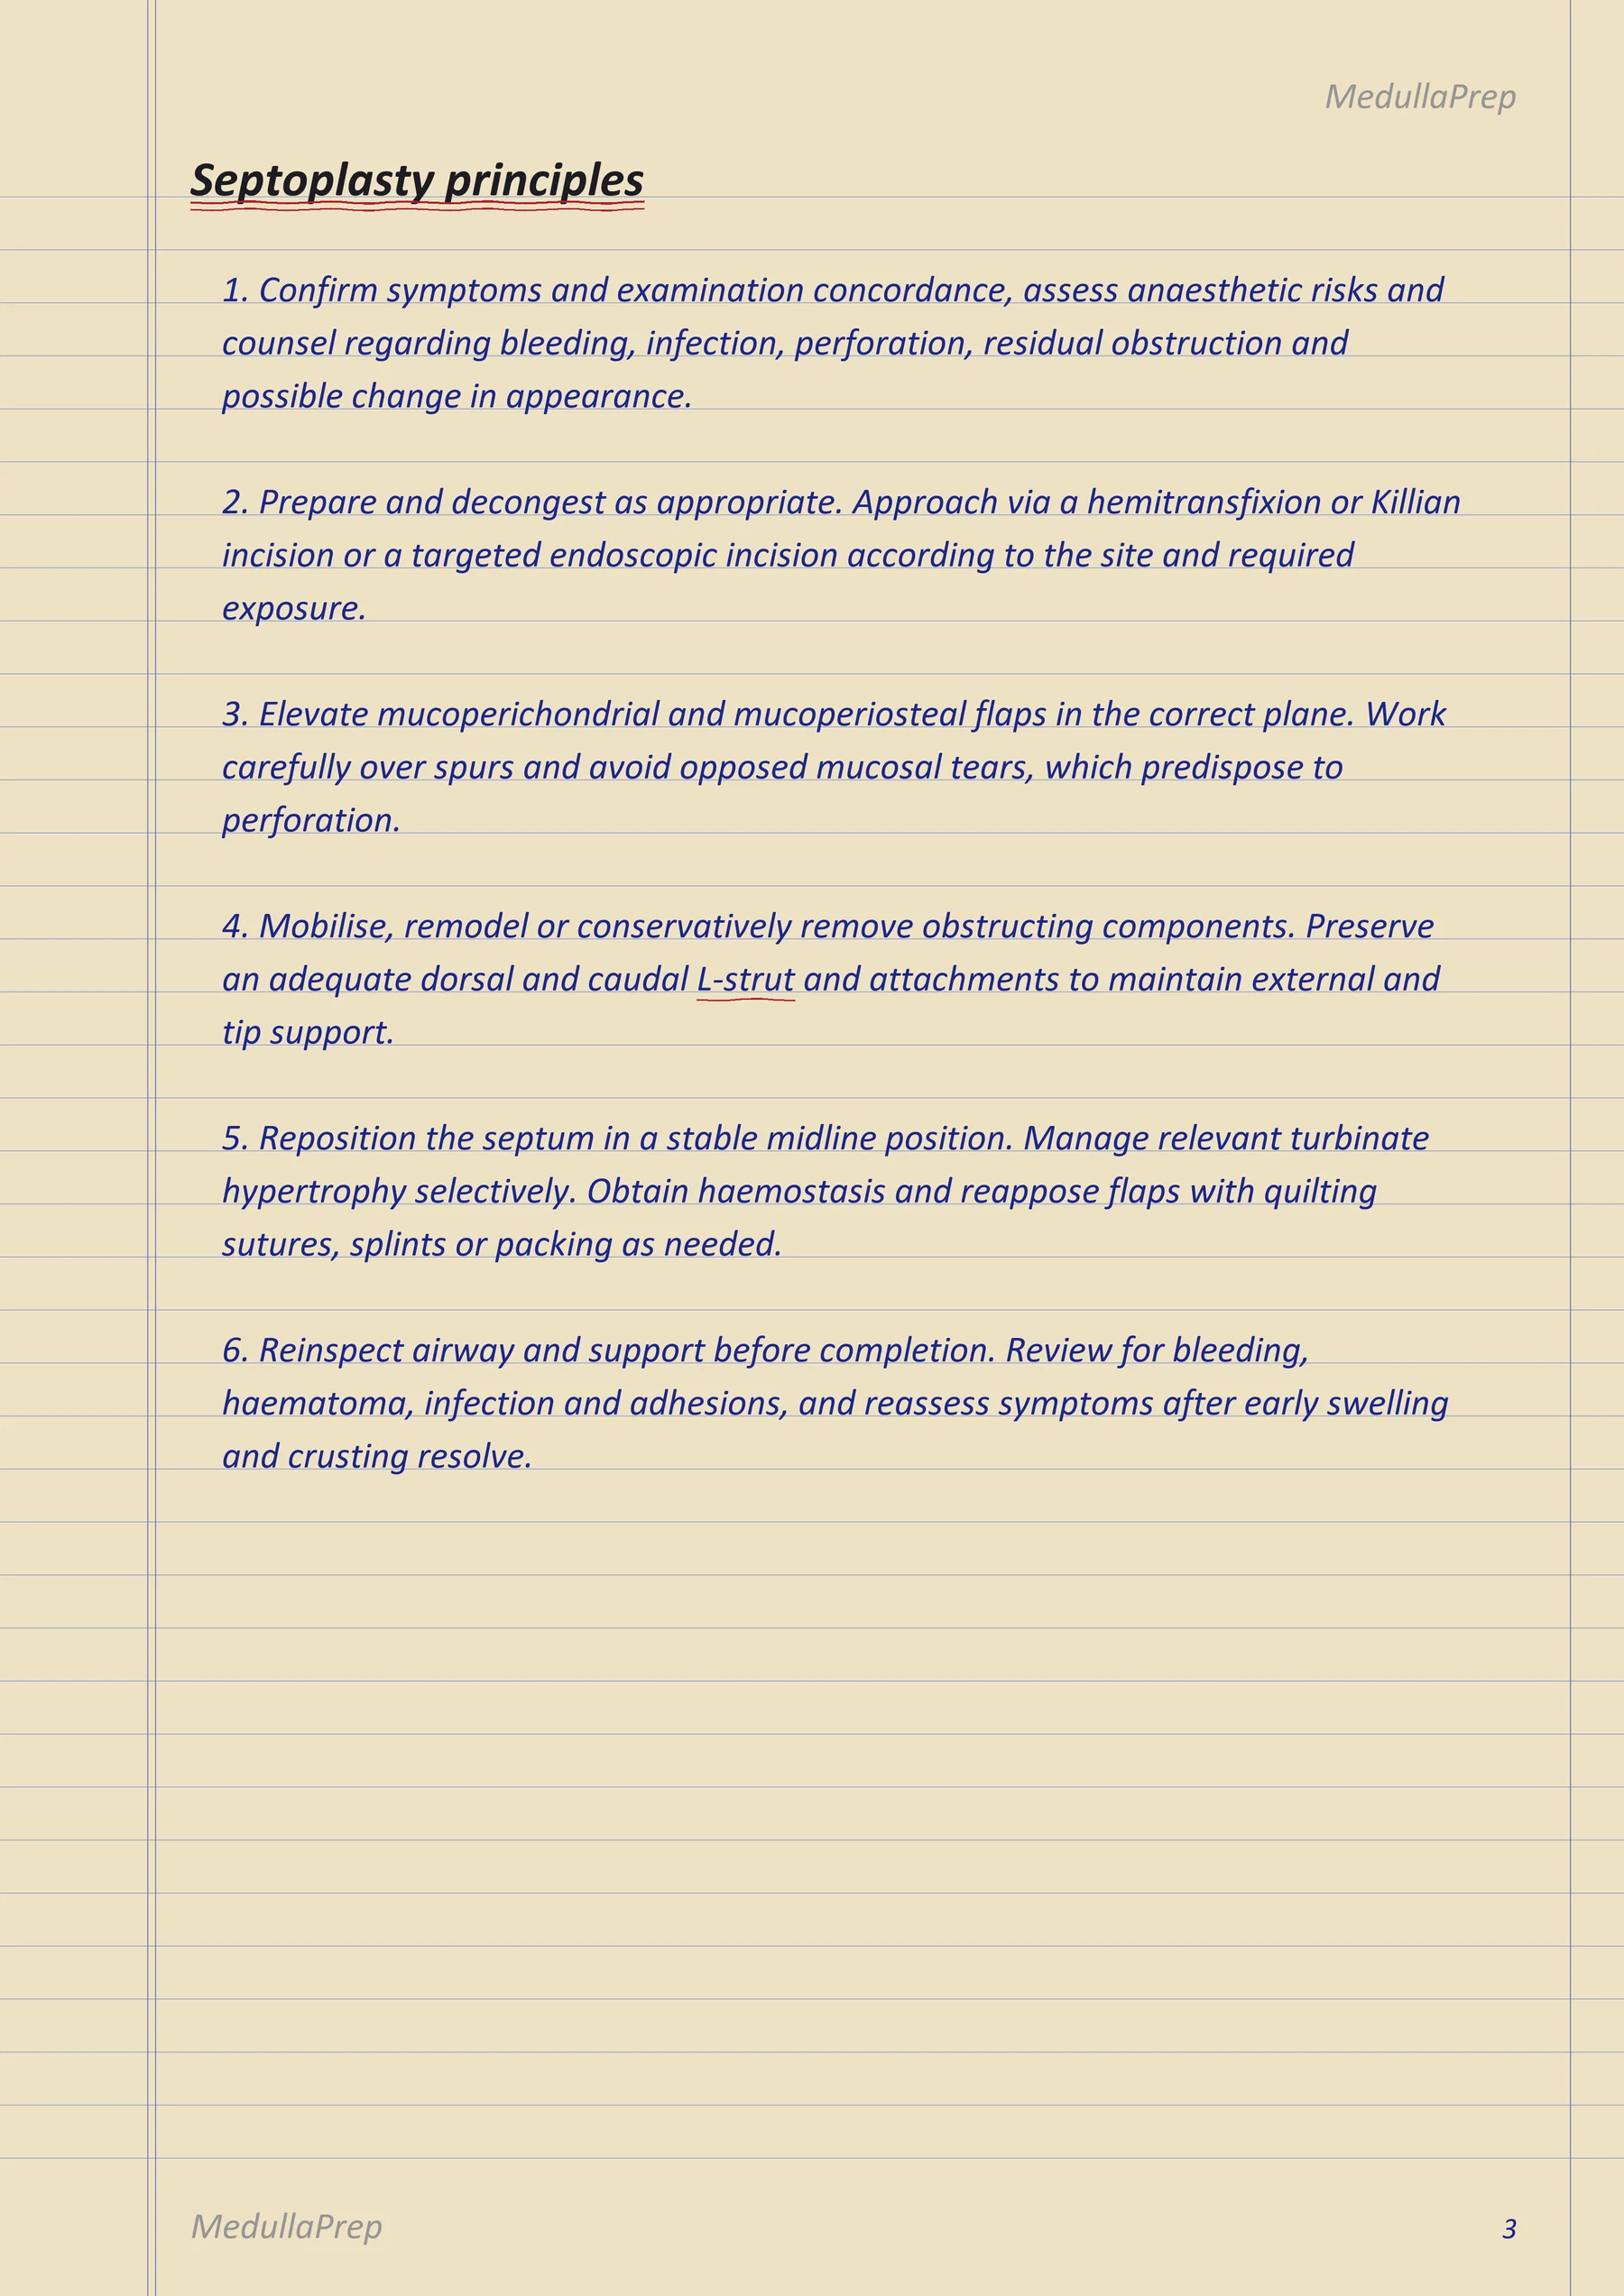 MedullaPrep
Septoplasty principles
1. Confirm symptoms and examination concordance, assess anaesthetic risks and
counsel regarding bleeding, infection, perforation, residual obstruction and
possible change in appearance.
2. Prepare and decongest as appropriate. Approach via a hemitransfixion or Killian
incision or a targeted endoscopic incision according to the site and required
exposure.
3. Elevate mucoperichondrial and mucoperiosteal flaps in the correct plane. Work
carefully over spurs and avoid opposed mucosal tears, which predispose to
perforation.
4. Mobilise, remodel or conservatively remove obstructing components. Preserve
an adequate dorsal and caudal L-strut and attachments to maintain external and
tip support.
5. Reposition the septum in a stable midline position. Manage relevant turbinate
hypertrophy selectively. Obtain haemostasis and reappose flaps with quilting
sutures, splints or packing as needed.
6. Reinspect airway and support before completion. Review for bleeding,
haematoma, infection and adhesions, and reassess symptoms after early swelling
and crusting resolve.
MedullaPrep
3